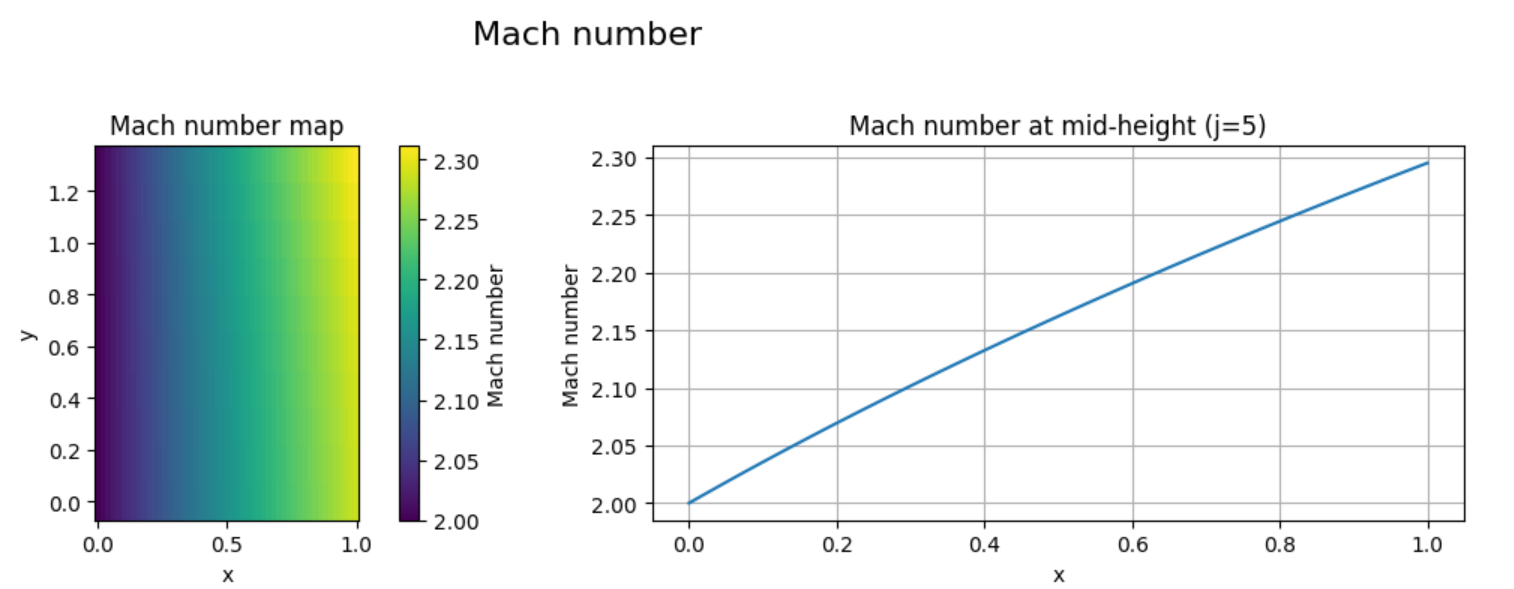 Mach number
Mach number map
1.2
1.0
0.8
0.6
0.4
0.2
0.0
y
0.0 0.5 1.0
x
2.30
2.25
2.20
2.15
2.10
2.05
2.00
Mach number
Mach number at mid-height (j=5)
2.30
2.25
2.20
2.15
2.10
2.05
2.00
Mach number
0.0 0.2 0.4 0.6 0.8 1.0
x